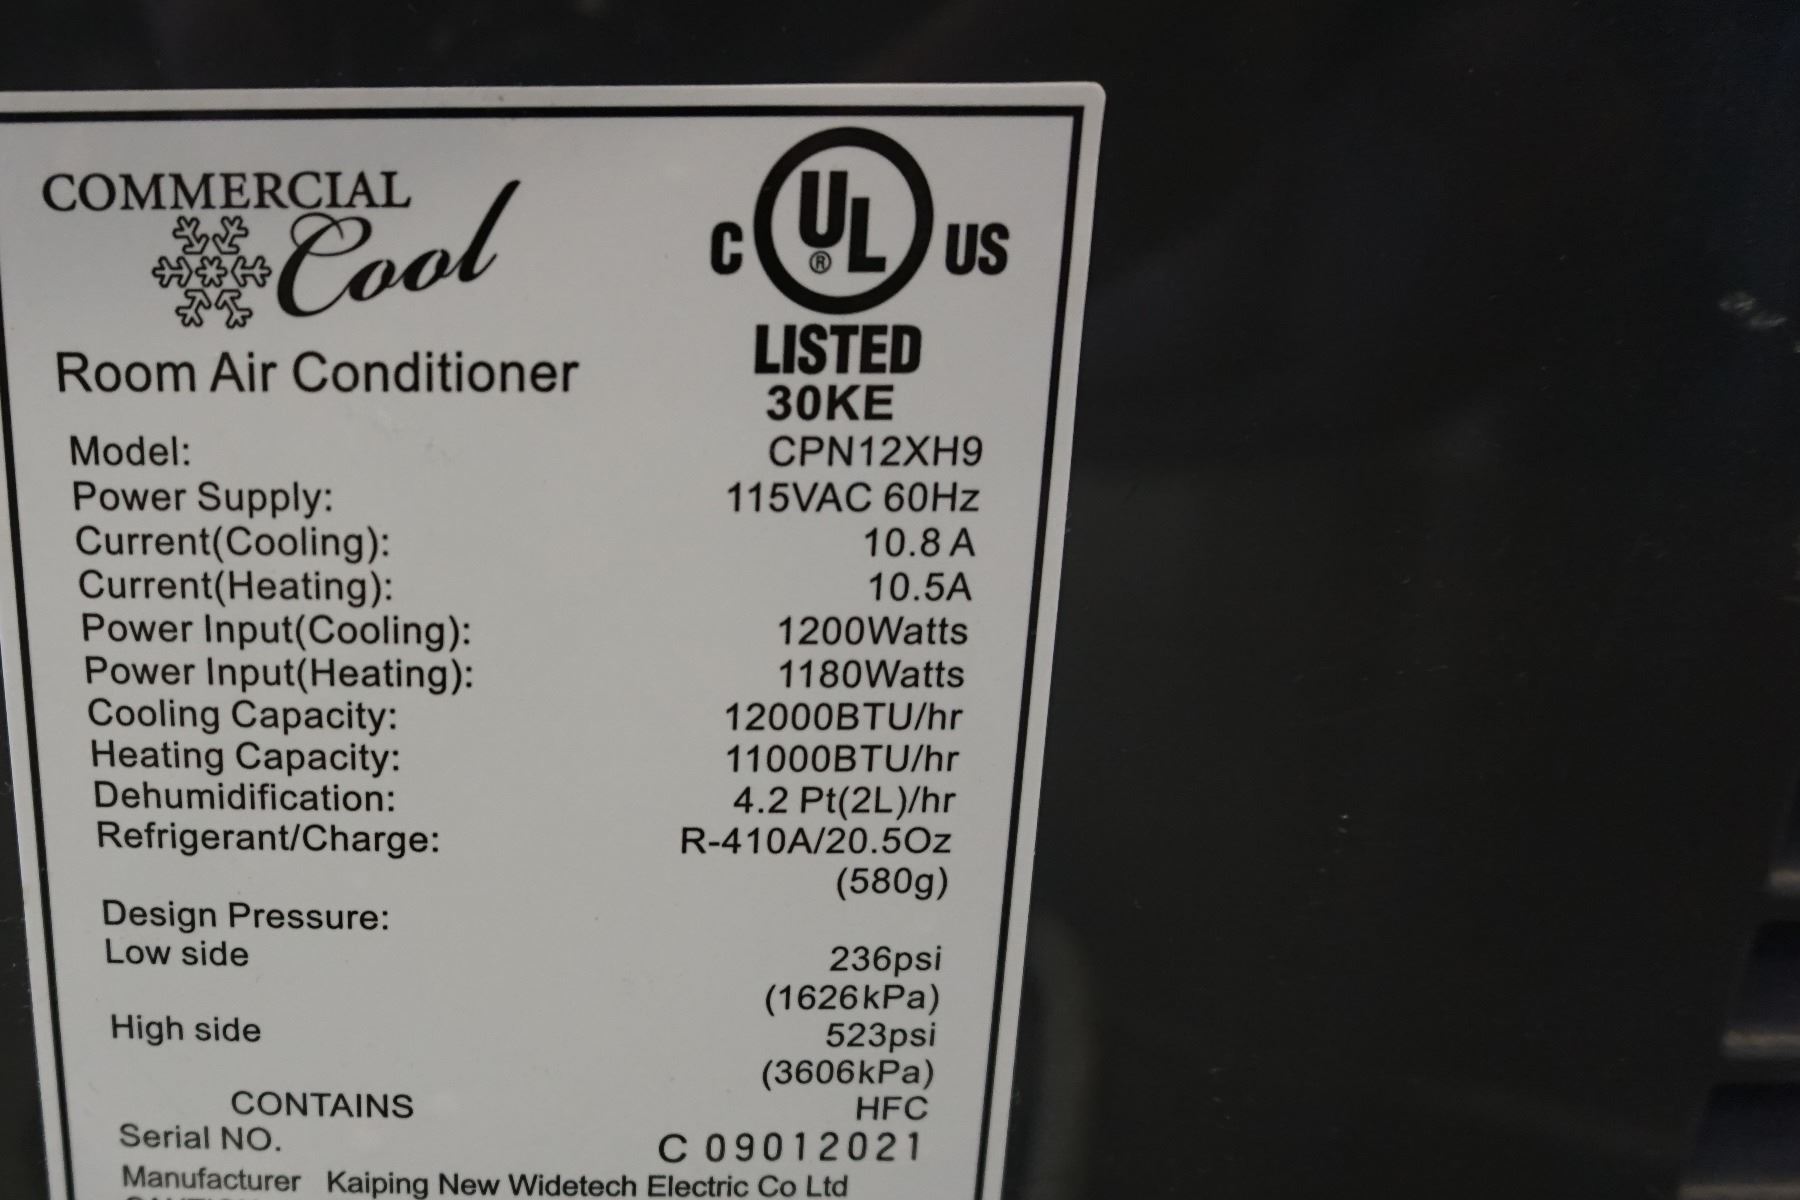 COMMERCIAL
Cool
C UL® US
LISTED
30KE
Room Air Conditioner
Model: CPN12XH9
Power Supply: 115VAC 60Hz
Current(Cooling): 10.8 A
Current(Heating): 10.5A
Power Input(Cooling): 1200Watts
Power Input(Heating): 1180Watts
Cooling Capacity: 12000BTU/hr
Heating Capacity: 11000BTU/hr
Dehumidification: 4.2 Pt(2L)/hr
Refrigerant/Charge: R-410A/20.5Oz
(580g)
Design Pressure:
Low side 236psi
(1626kPa)
High side 523psi
(3606kPa)
CONTAINS HFC
Serial NO. C 09012021
Manufacturer Kaiping New Widetech Electric Co Ltd